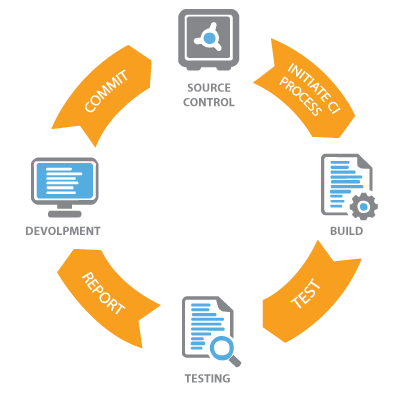 SOURCE
CONTROL
INITIATE CI
PROCESS
BUILD
TEST
TESTING
REPORT
DEVOLPMENT
COMMIT